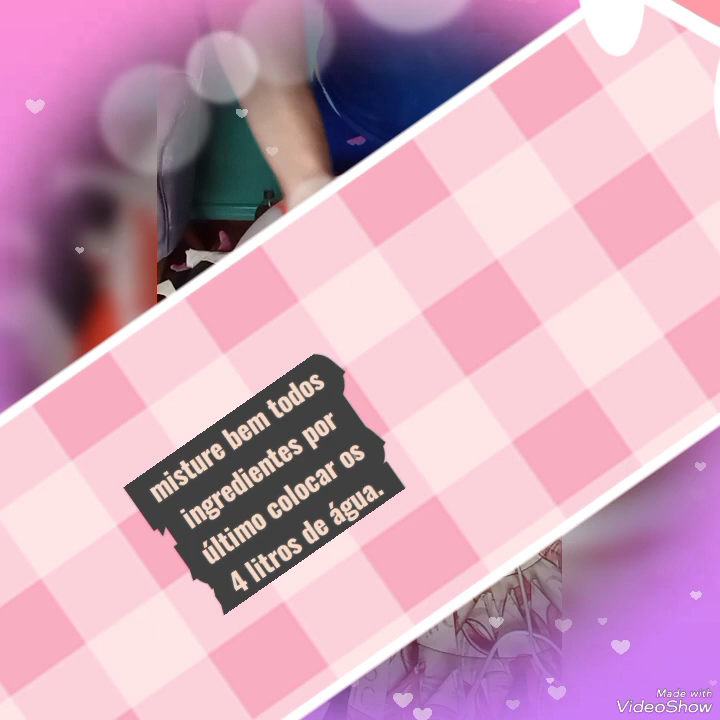 misture bem todos
ingredientes por
último colocar os
4 litros de água.
Made with
VideoShow